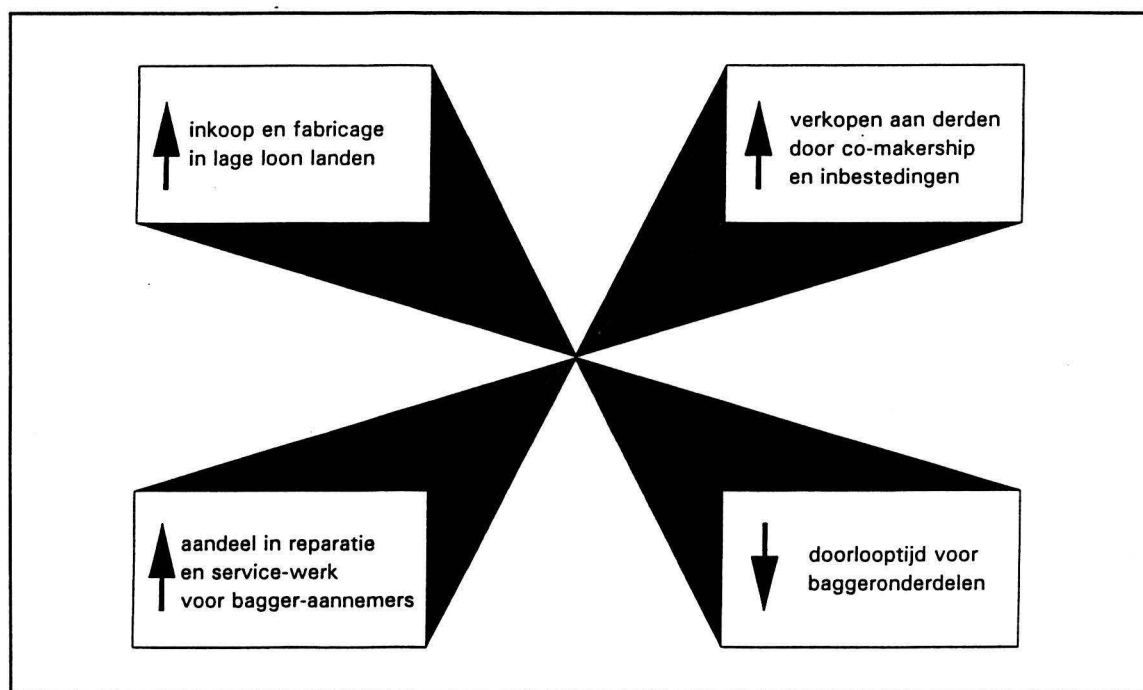 inkoop en fabricage
in lage loon landen
verkopen aan derden
door co-makership
en inbestedingen
aandeel in reparatie
en service-werk
voor bagger-aannemers
doorlooptijd voor
baggeronderdelen